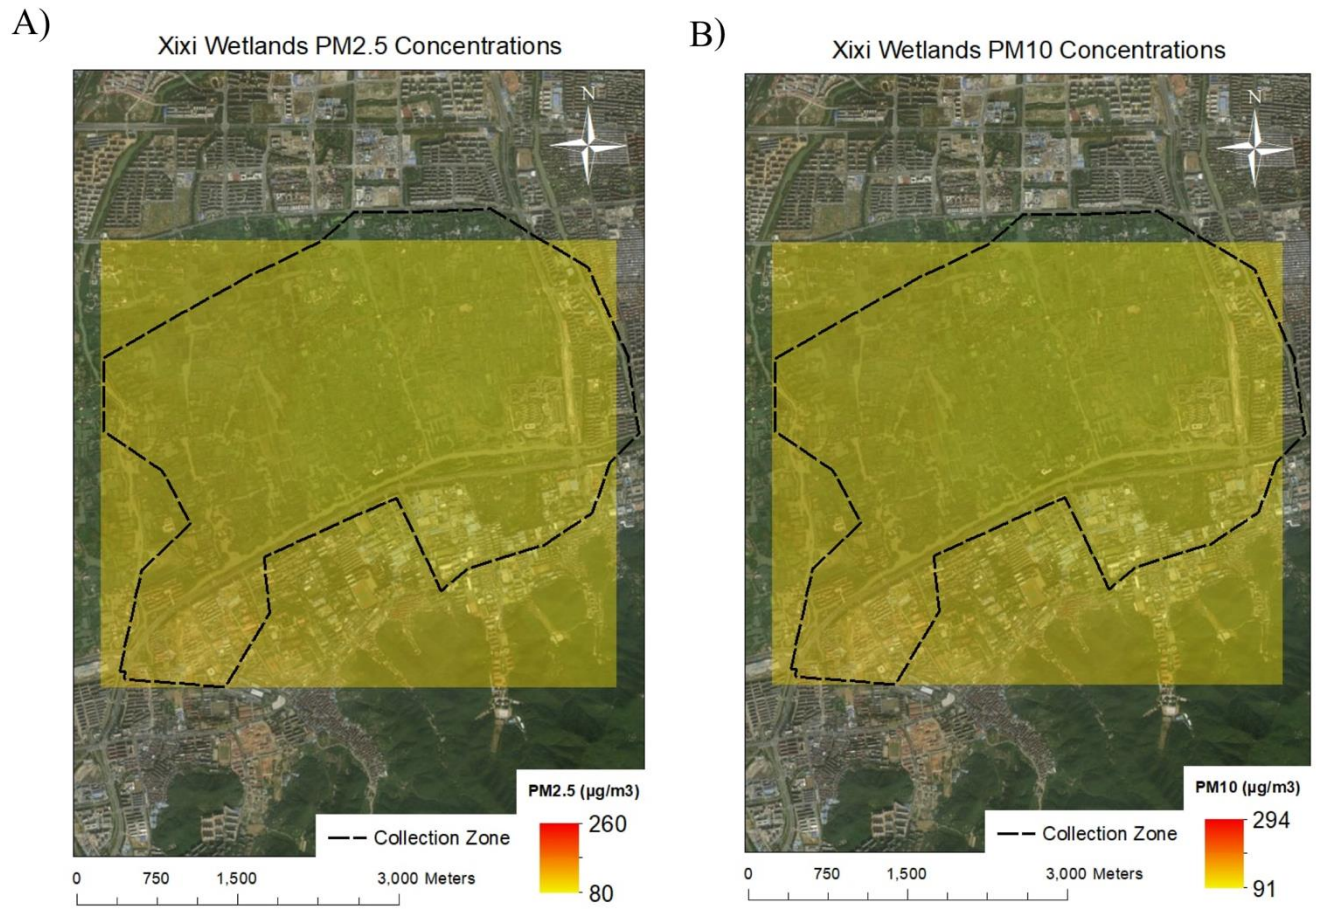 A)
Xixi Wetlands PM2.5 Concentrations
N
PM2.5 (µg/m3)
260
80
Collection Zone
0 750 1,500 3,000 Meters
B)
Xixi Wetlands PM10 Concentrations
N
PM10 (µg/m3)
294
91
Collection Zone
0 750 1,500 3,000 Meters